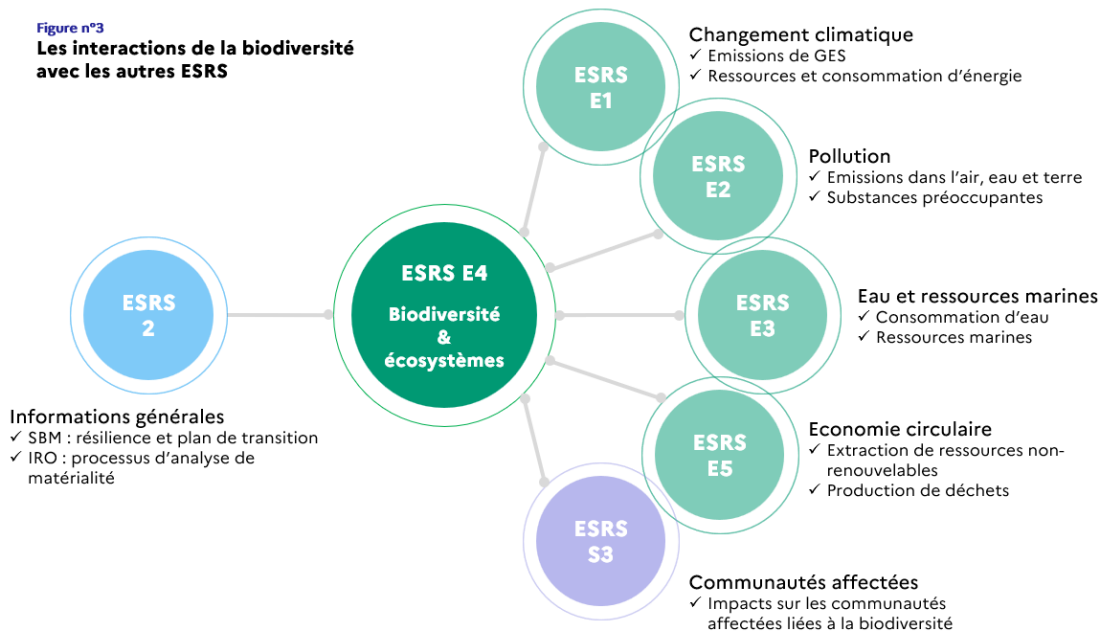 Figure n°3
Les interactions de la biodiversité
avec les autres ESRS
ESRS
E1
Changement climatique
✓ Emissions de GES
✓ Ressources et consommation d'énergie
ESRS
E2
Pollution
✓ Emissions dans l'air, eau et terre
✓ Substances préoccupantes
ESRS
2
Informations générales
✓ SBM : résilience et plan de transition
✓ IRO : processus d'analyse de
matérialité
ESRS E4
Biodiversité
&
écosystèmes
ESRS
E3
Eau et ressources marines
✓ Consommation d'eau
✓ Ressources marines
ESRS
E5
Economie circulaire
✓ Extraction de ressources non-
renouvelables
✓ Production de déchets
ESRS
S3
Communautés affectées
✓ Impacts sur les communautés
affectées liées à la biodiversité